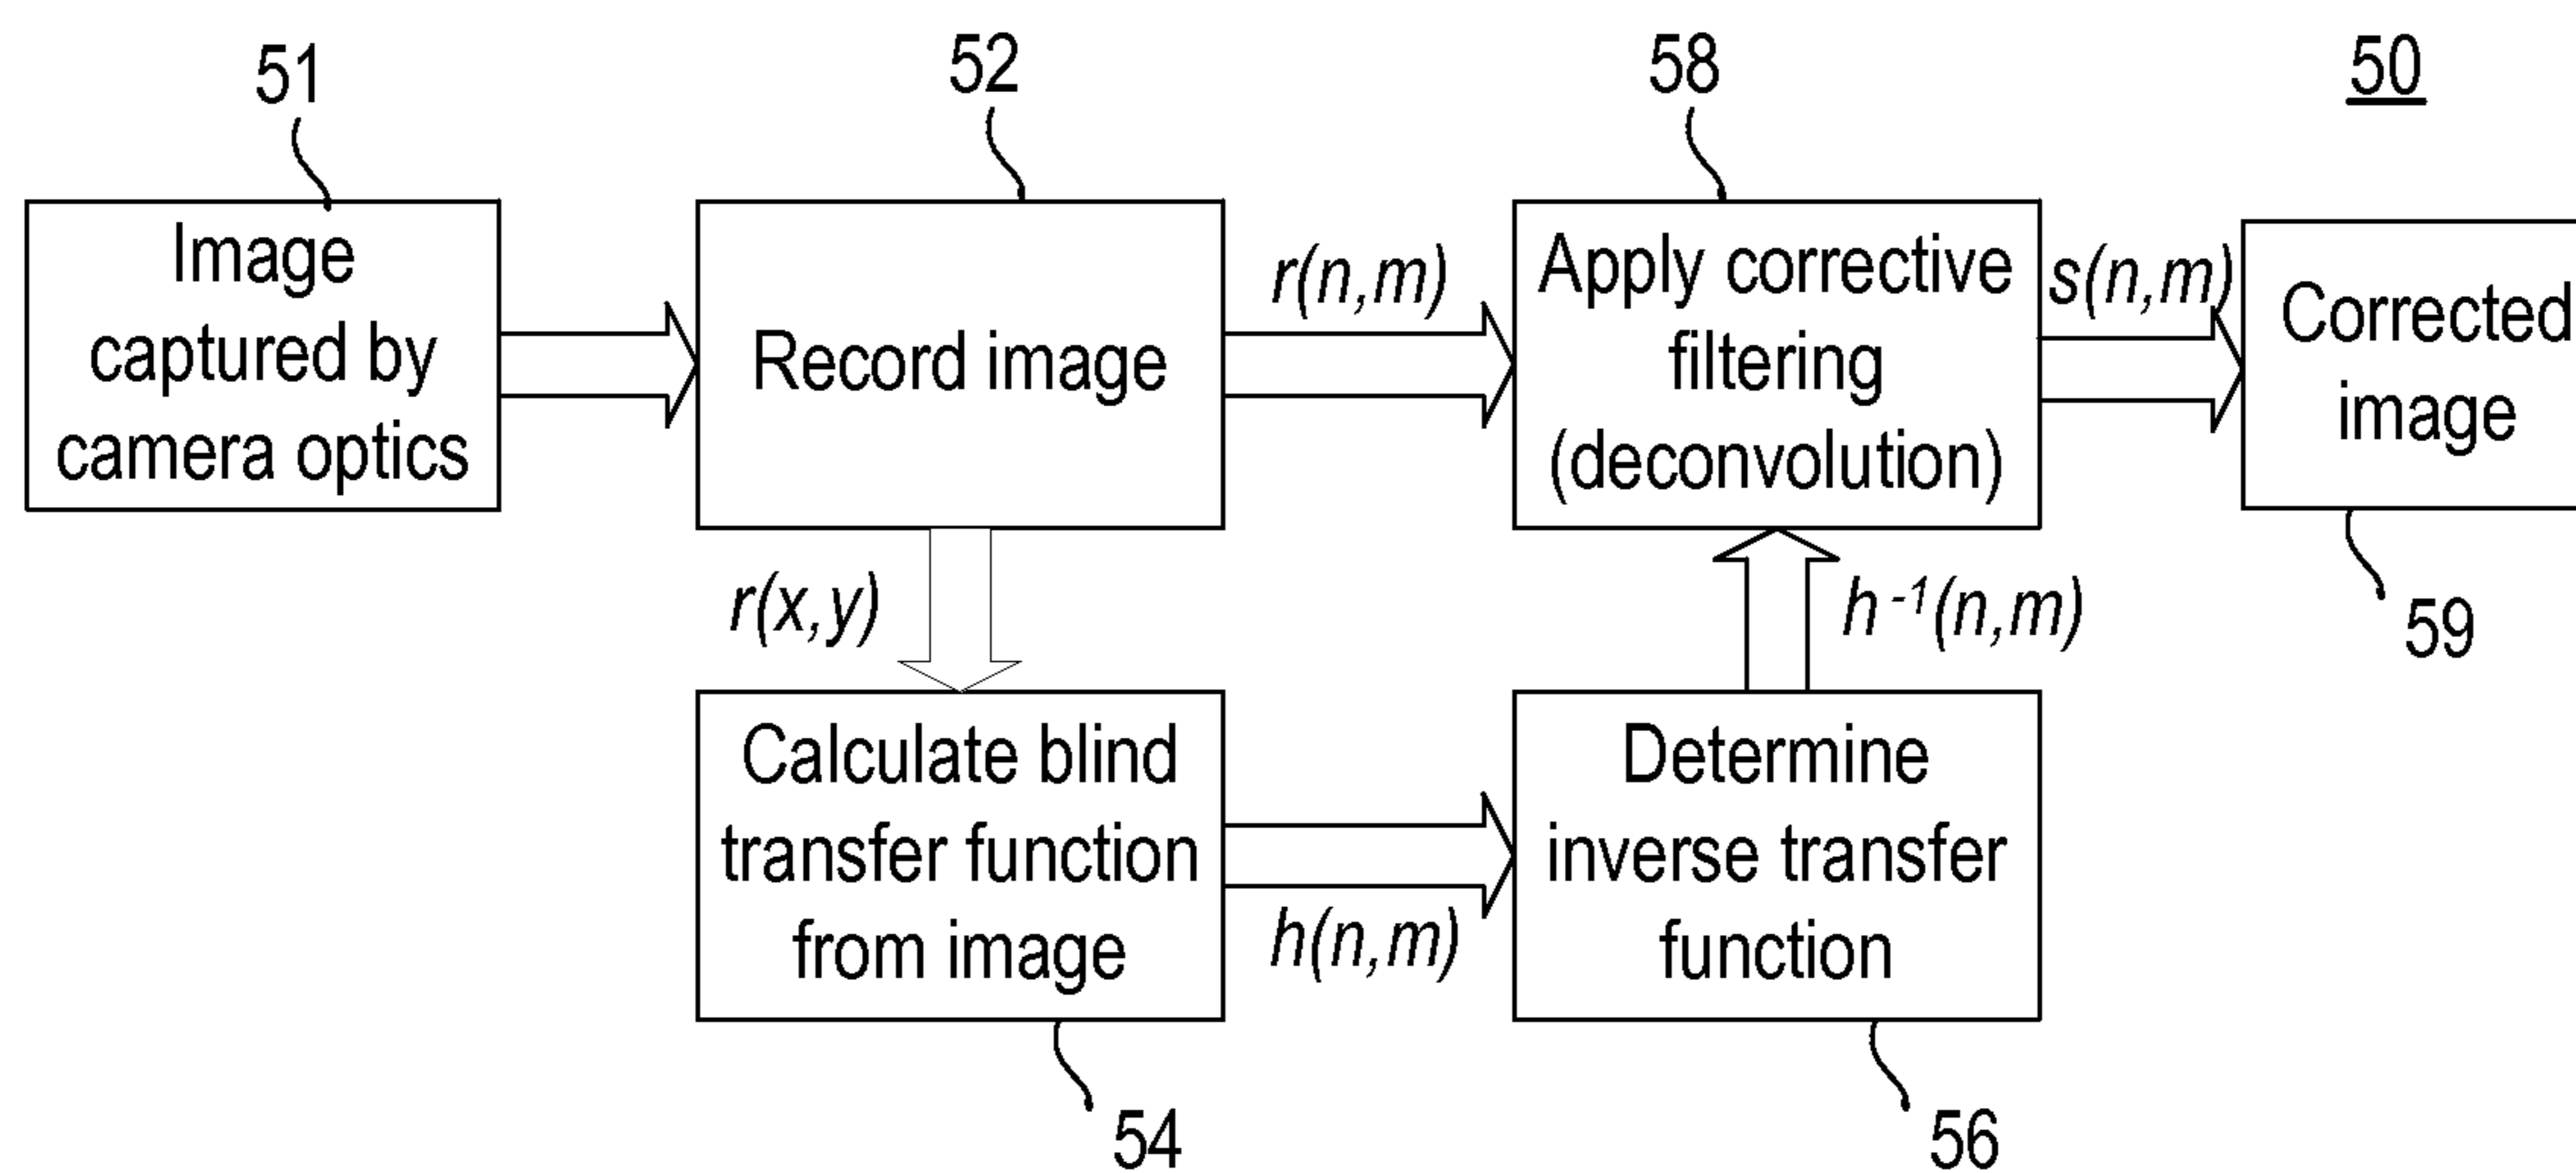 51
52
58
50
Image
captured by
camera optics
Record image
r(n,m)
Apply corrective
filtering
(deconvolution)
s(n,m)
Corrected
image
r(x,y)
h⁻¹(n,m)
59
Calculate blind
transfer function
from image
h(n,m)
Determine
inverse transfer
function
54
56